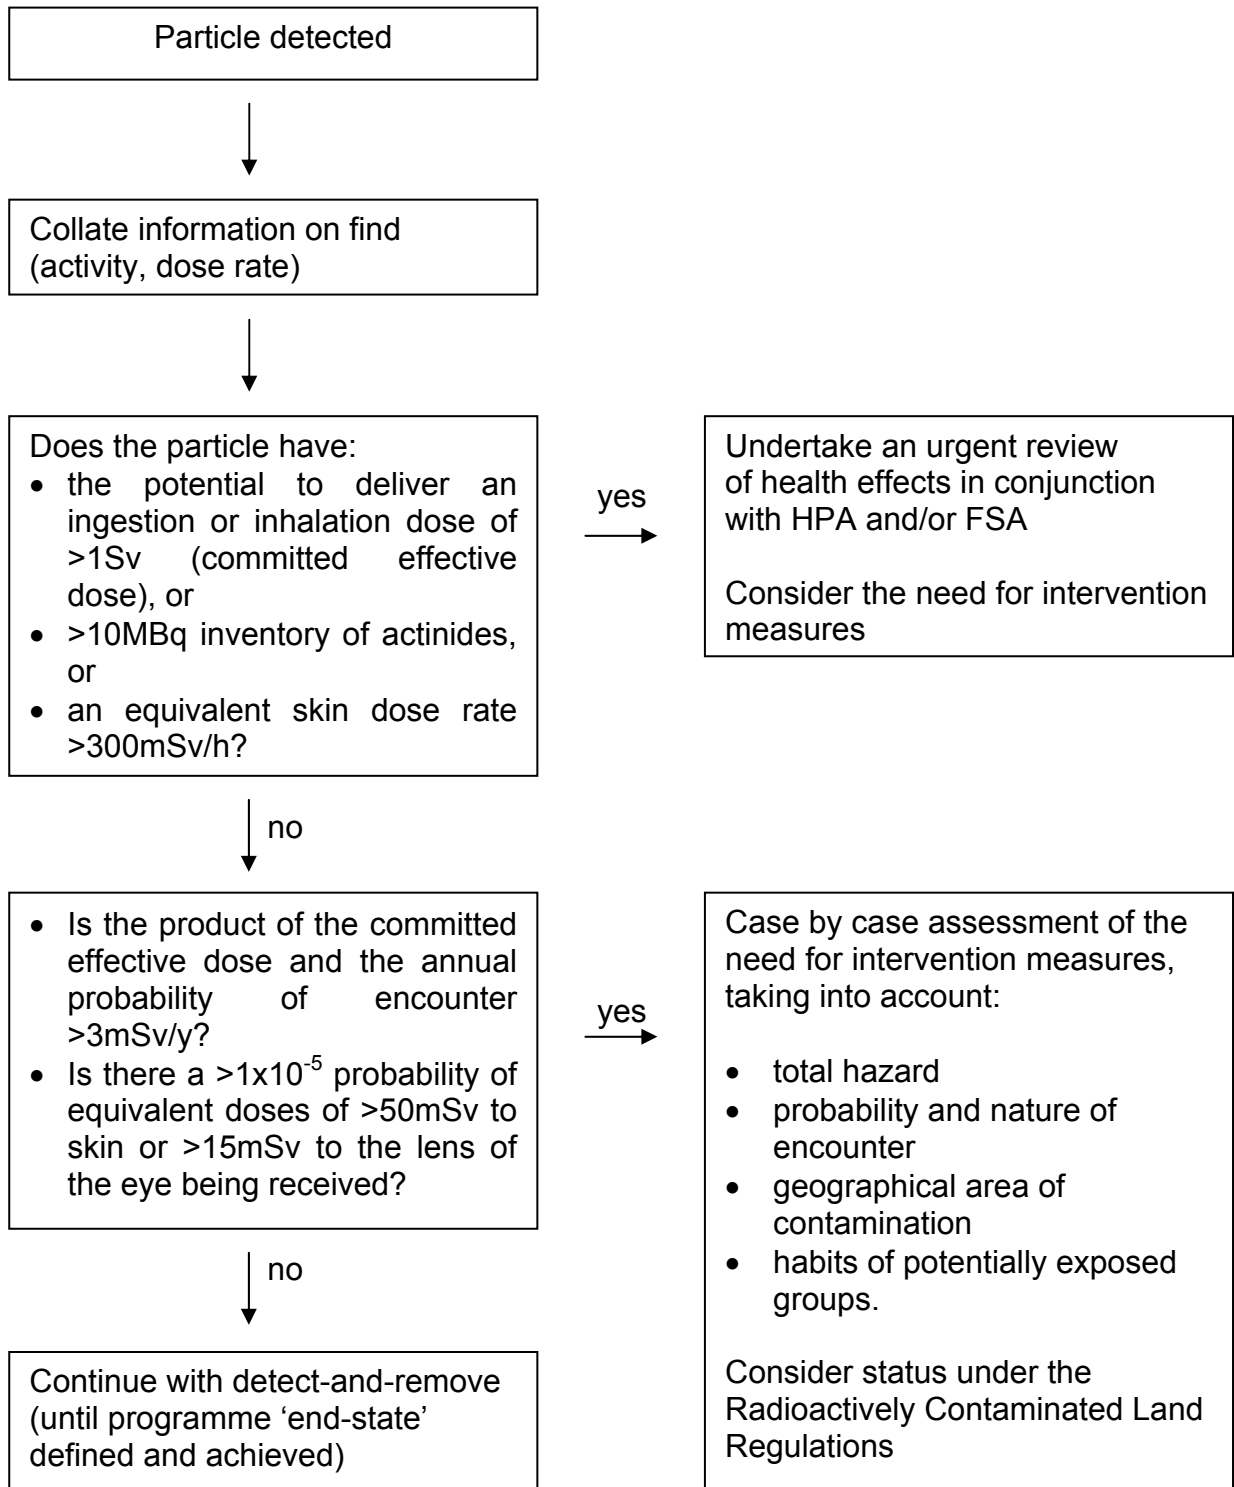 Particle detected
Collate information on find
(activity, dose rate)
Does the particle have:
• the potential to deliver an
ingestion or inhalation dose of
>1Sv (committed effective
dose), or
• >10MBq inventory of actinides,
or
• an equivalent skin dose rate
>300mSv/h?
yes
Undertake an urgent review
of health effects in conjunction
with HPA and/or FSA
Consider the need for intervention
measures
no
• Is the product of the committed
effective dose and the annual
probability of encounter
>3mSv/y?
• Is there a >1x10⁻⁵ probability of
equivalent doses of >50mSv to
skin or >15mSv to the lens of
the eye being received?
yes
Case by case assessment of the
need for intervention measures,
taking into account:
• total hazard
• probability and nature of
encounter
• geographical area of
contamination
• habits of potentially exposed
groups.
Consider status under the
Radioactively Contaminated Land
Regulations
no
Continue with detect-and-remove
(until programme ‘end-state’
defined and achieved)